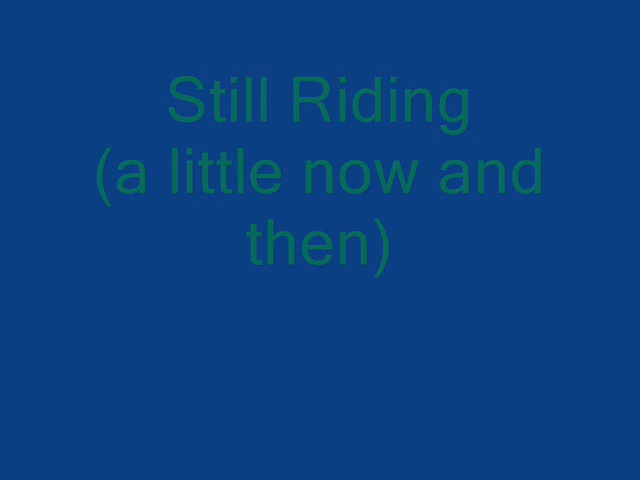 Still Riding
(a little now and
then)